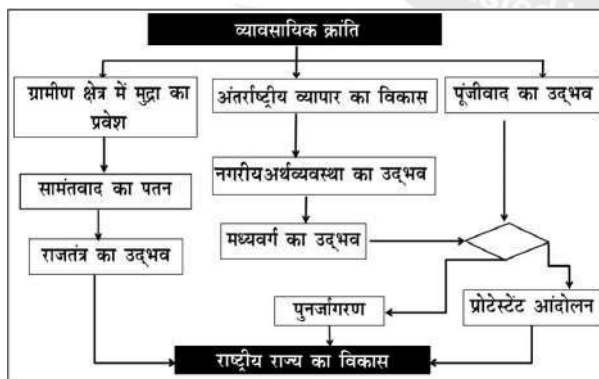 व्यावसायिक क्रांति
ग्रामीण क्षेत्र में मुद्रा का
प्रवेश
अंतर्राष्ट्रीय व्यापार का विकास
पूंजीवाद का उद्भव
सामंतवाद का पतन
नगरीयअर्थव्यवस्था का उद्भव
राजतंत्र का उद्भव
मध्यवर्ग का उद्भव
पुनर्जागरण
प्रोटेस्टेंट आंदोलन
राष्ट्रीय राज्य का विकास